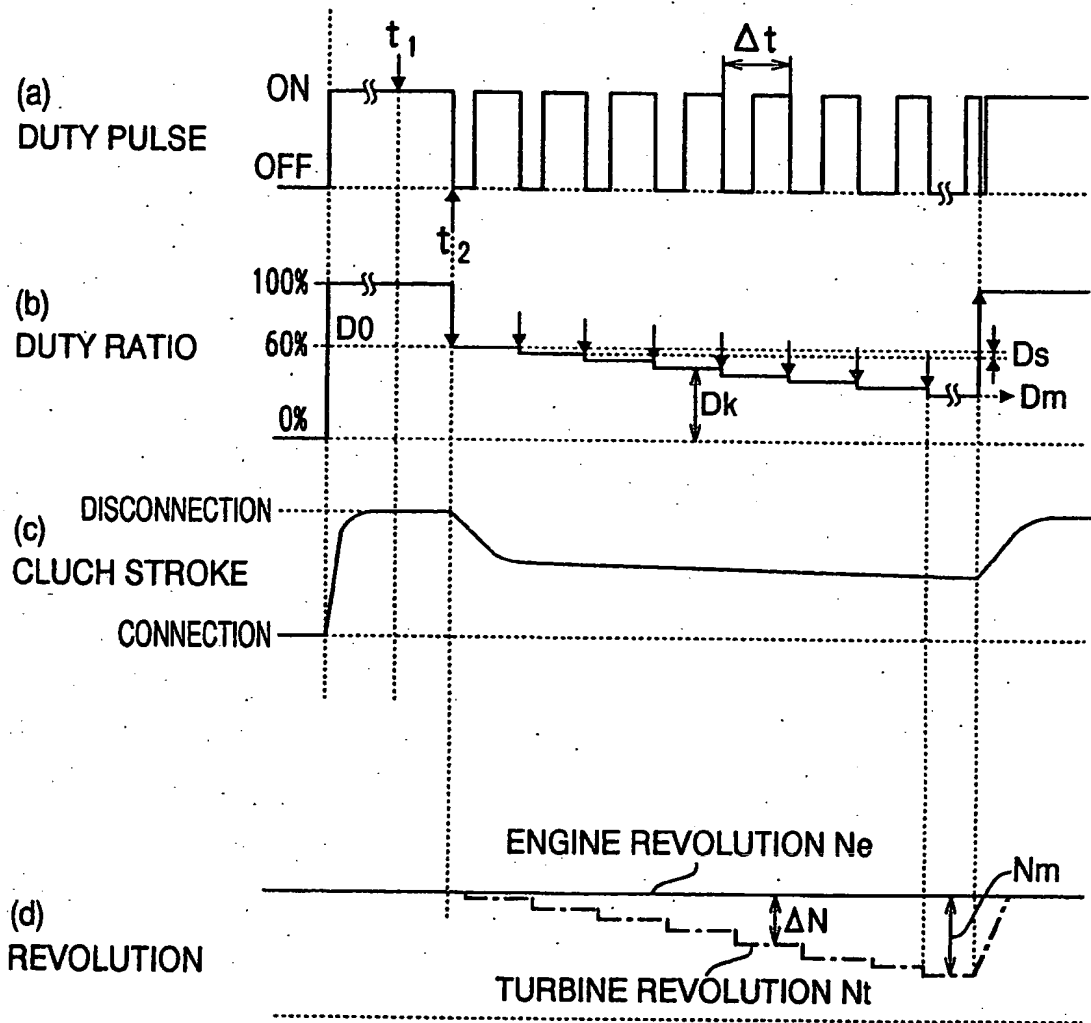 t1
Δt
(a)
ON
DUTY PULSE
OFF
t2
(b)
100%
DUTY RATIO
60%
D0
Ds
Dk
Dm
0%
(c)
DISCONNECTION
CLUCH STROKE
CONNECTION
ENGINE REVOLUTION Ne
Nm
(d)
ΔN
REVOLUTION
TURBINE REVOLUTION Nt